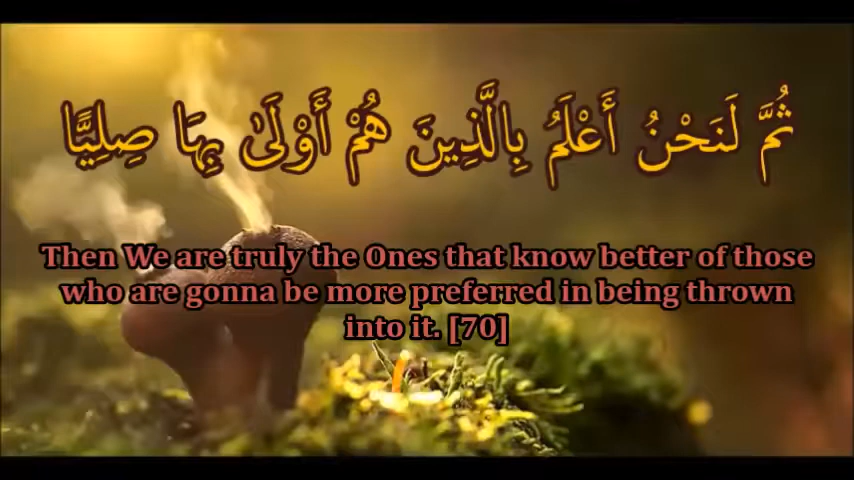 ثُمَّ لَنَحْنُ أَعْلَمُ بِالَّذِينَ هُمْ أَوْلَىٰ بِهَا صِلِيًّا
Then We are truly the Ones that know better of those
who are gonna be more preferred in being thrown
into it. [70]